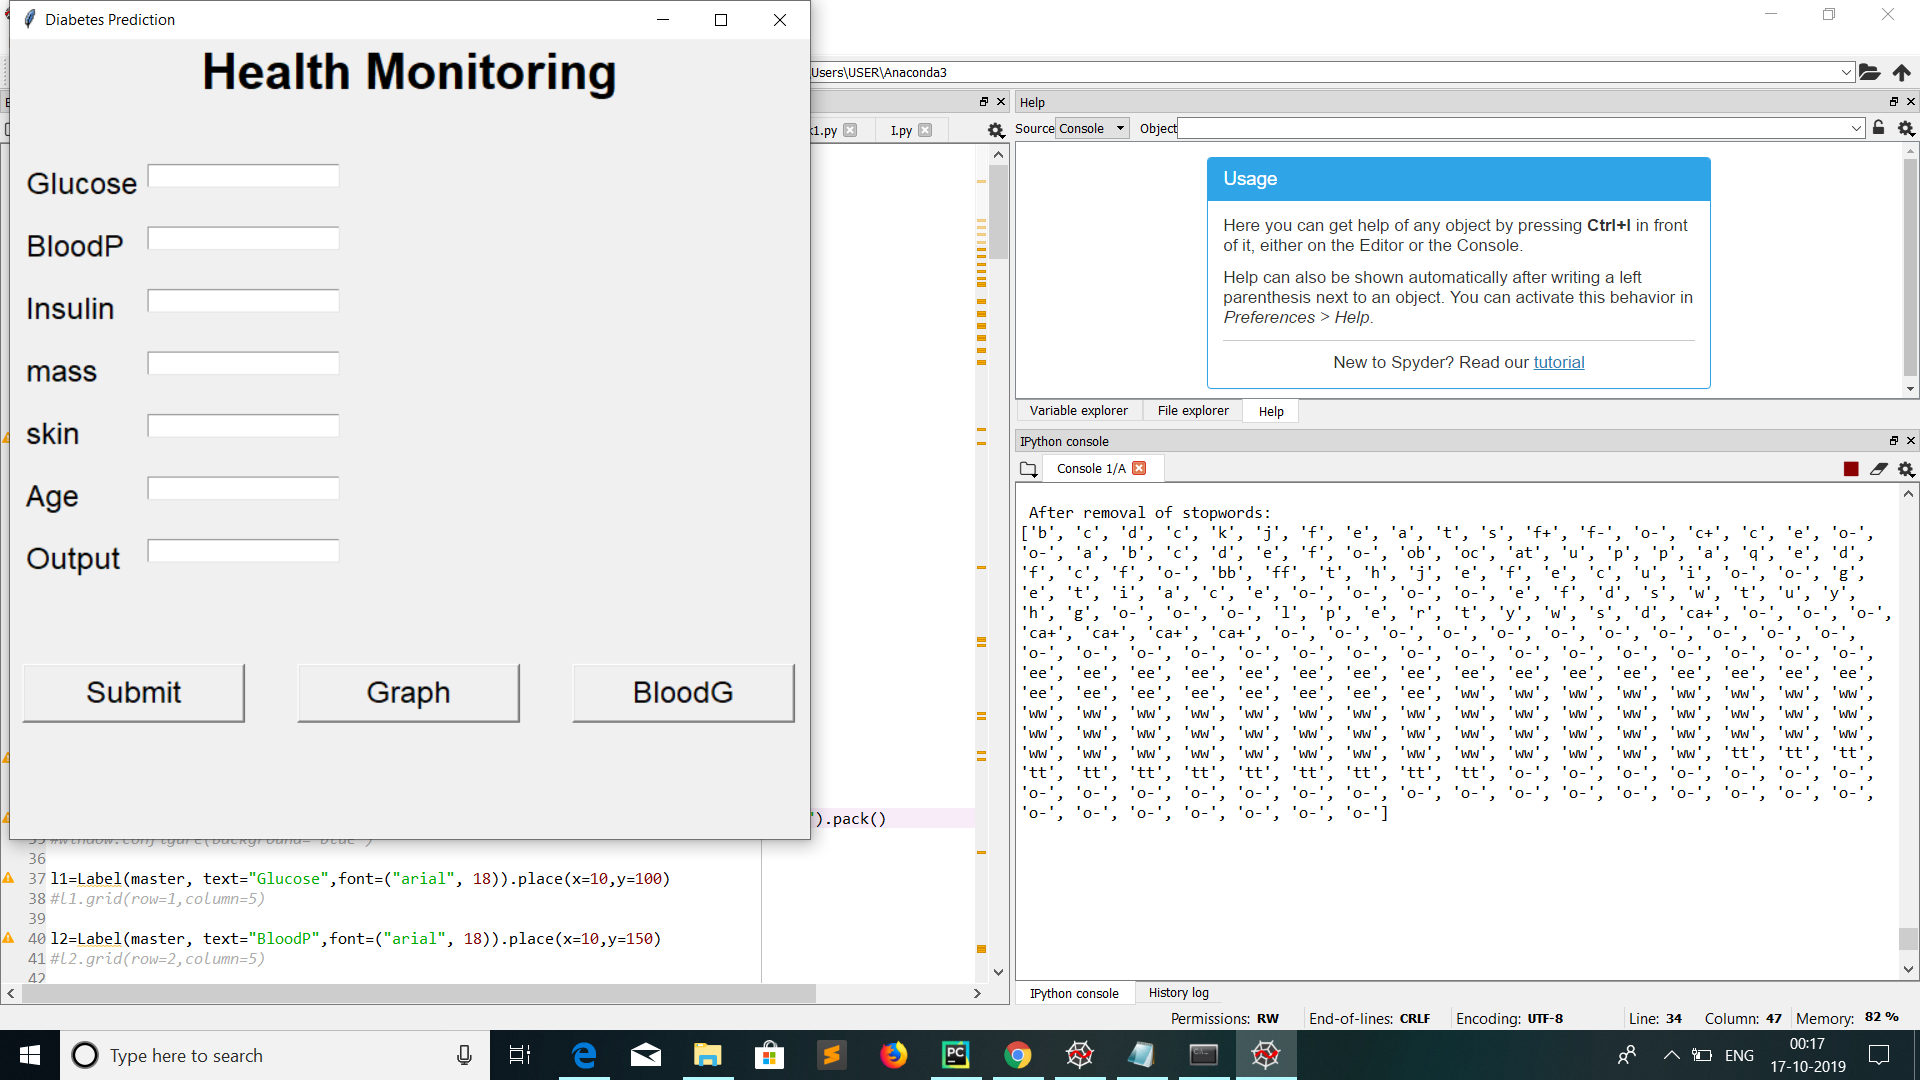 Diabetes Prediction
Health Monitoring
Glucose
BloodP
Insulin
mass
skin
Age
Output
Submit Graph BloodG
Users\USER\Anaconda3
1.py I.py
").pack()
36
37 l1=Label(master, text="Glucose",font=("arial", 18)).place(x=10,y=100)
38 #l1.grid(row=1,column=5)
39
40 l2=Label(master, text="BloodP",font=("arial", 18)).place(x=10,y=150)
41 #l2.grid(row=2,column=5)
42
Help
Source Console Object
Usage
Here you can get help of any object by pressing Ctrl+I in front
of it, either on the Editor or the Console.
Help can also be shown automatically after writing a left
parenthesis next to an object. You can activate this behavior in
Preferences > Help.
New to Spyder? Read our tutorial
Variable explorer File explorer Help
IPython console
Console 1/A
After removal of stopwords:
['b', 'c', 'd', 'c', 'k', 'j', 'f', 'e', 'a', 't', 's', 'f+', 'f-', 'o-', 'c+', 'c', 'e', 'o-',
'o-', 'a', 'b', 'c', 'd', 'e', 'f', 'o-', 'ob', 'oc', 'at', 'u', 'p', 'p', 'a', 'q', 'e', 'd',
'f', 'c', 'f', 'o-', 'bb', 'ff', 't', 'h', 'j', 'e', 'f', 'e', 'c', 'u', 'i', 'o-', 'o-', 'g',
'e', 't', 'i', 'a', 'c', 'e', 'o-', 'o-', 'o-', 'o-', 'e', 'f', 'd', 's', 'w', 't', 'u', 'y',
'h', 'g', 'o-', 'o-', 'o-', 'l', 'p', 'e', 'r', 't', 'y', 'w', 's', 'd', 'ca+', 'o-', 'o-', 'o-',
'ca+', 'ca+', 'ca+', 'ca+', 'o-', 'o-', 'o-', 'o-', 'o-', 'o-', 'o-', 'o-', 'o-', 'o-', 'o-',
'o-', 'o-', 'o-', 'o-', 'o-', 'o-', 'o-', 'o-', 'o-', 'o-', 'o-', 'o-', 'o-', 'o-', 'o-', 'o-',
'ee', 'ee', 'ee', 'ee', 'ee', 'ee', 'ee', 'ee', 'ee', 'ee', 'ee', 'ee', 'ee', 'ee', 'ee', 'ee',
'ee', 'ee', 'ee', 'ee', 'ee', 'ee', 'ee', 'ee', 'ww', 'ww', 'ww', 'ww', 'ww', 'ww', 'ww', 'ww',
'ww', 'ww', 'ww', 'ww', 'ww', 'ww', 'ww', 'ww', 'ww', 'ww', 'ww', 'ww', 'ww', 'ww', 'ww', 'ww',
'ww', 'ww', 'ww', 'ww', 'ww', 'ww', 'ww', 'ww', 'ww', 'ww', 'ww', 'ww', 'ww', 'ww', 'ww', 'ww',
'ww', 'ww', 'ww', 'ww', 'ww', 'ww', 'ww', 'ww', 'ww', 'ww', 'ww', 'ww', 'ww', 'tt', 'tt', 'tt',
'tt', 'tt', 'tt', 'tt', 'tt', 'tt', 'tt', 'tt', 'tt', 'o-', 'o-', 'o-', 'o-', 'o-', 'o-', 'o-',
'o-', 'o-', 'o-', 'o-', 'o-', 'o-', 'o-', 'o-', 'o-', 'o-', 'o-', 'o-', 'o-', 'o-', 'o-', 'o-',
'o-', 'o-', 'o-', 'o-', 'o-', 'o-', 'o-']
IPython console History log
Permissions: RW End-of-lines: CRLF Encoding: UTF-8 Line: 34 Column: 47 Memory: 82 %
Type here to search
ENG
00:17
17-10-2019